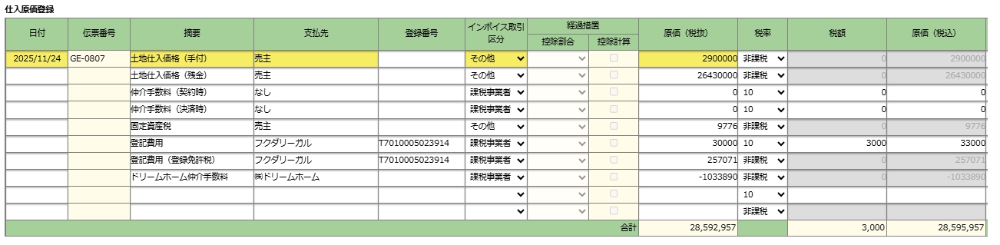 仕入原価登録
日付 伝票番号 摘要 支払先 登録番号 インボイス取引区分 経過措置 控除割合 控除計算 原価（税抜） 税率 税額 原価（税込）
2025/11/24 GE-0807 土地仕入価格（手付） 売主 その他 2900000 非課税 0 2900000
土地仕入価格（残金） 売主 その他 26430000 非課税 0 26430000
仲介手数料（契約時） なし 課税事業者 0 10 0 0
仲介手数料（決済時） なし 課税事業者 0 10 0 0
固定資産税 売主 その他 9776 非課税 0 9776
登記費用 フクダリーガル T7010005023914 課税事業者 30000 10 3000 33000
登記費用（登録免許税） フクダリーガル T7010005023914 課税事業者 257071 非課税 0 257071
ドリームホーム仲介手数料 ㈱ドリームホーム 課税事業者 -1033890 非課税 0 -1033890
10
非課税
合計 28,592,957 3,000 28,595,957